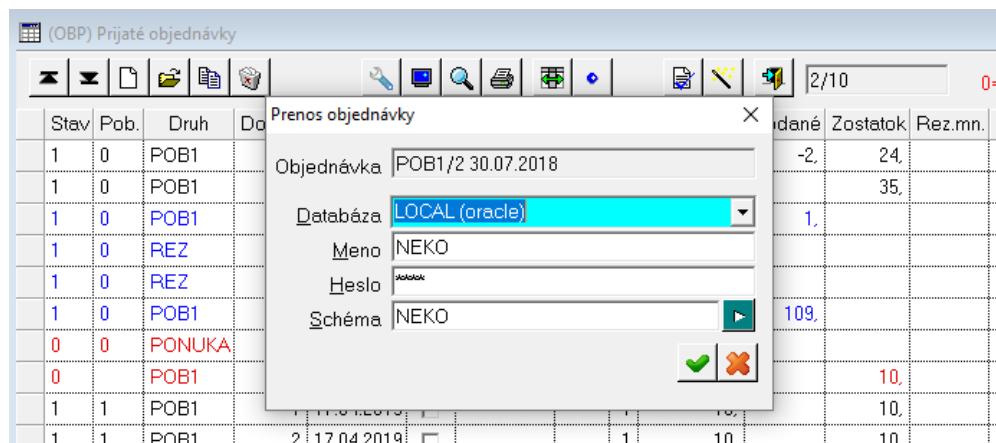 (OBP) Prijaté objednávky
2/10
0=
Stav Pob. Druh Do dané Zostatok Rez.mn.
Prenos objednávky
Objednávka POB1/2 30.07.2018
Databáza LOCAL (oracle)
Meno NEKO
Heslo *****
Schéma NEKO
1 0 POB1 -2, 24,
1 0 POB1 35,
1 0 POB1 1,
1 0 REZ
1 0 REZ
1 0 POB1 109,
0 0 PONUKA
0 POB1 10,
1 1 POB1 10,
1 1 POB1 2 17.04.2019 1 10 10